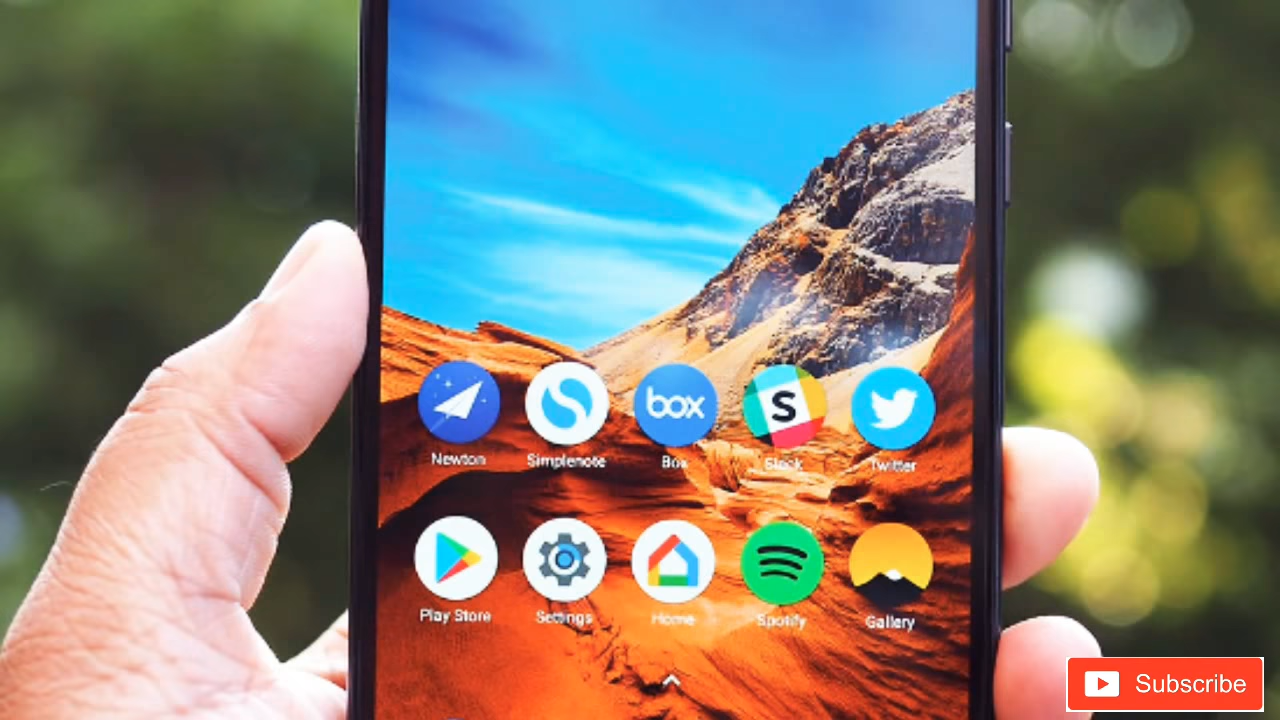 box
S
Newton Simplenote Box Slack Twitter
Play Store Settings Home Spotify Gallery
Subscribe